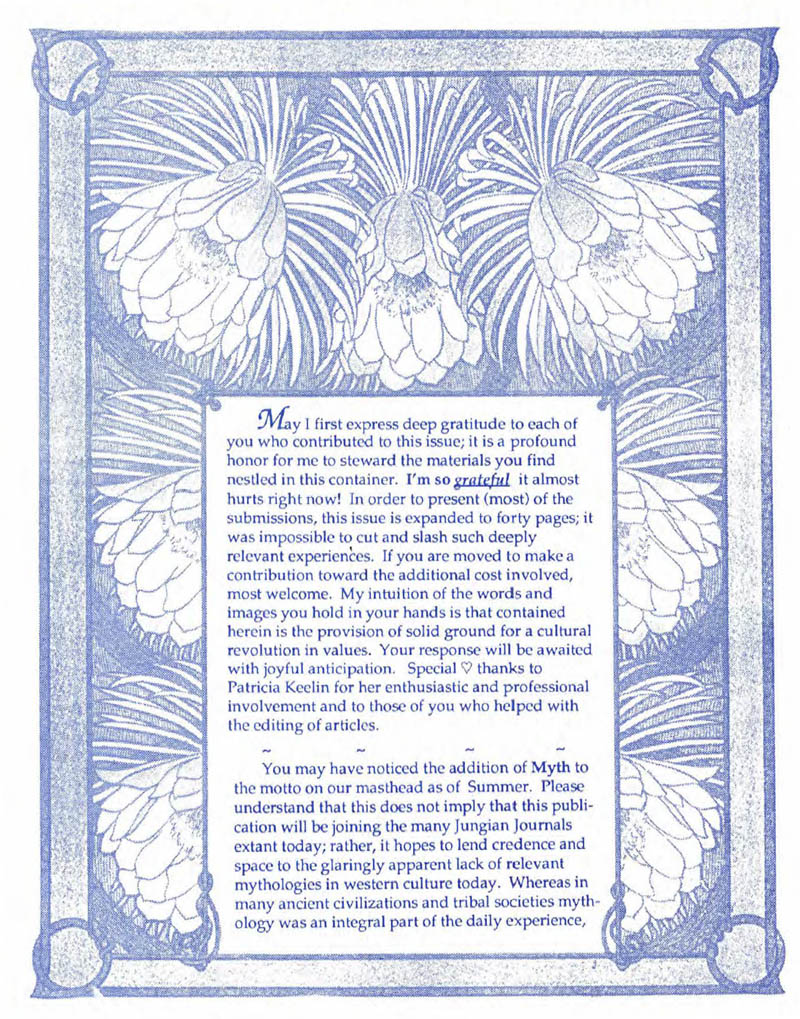 May I first express deep gratitude to each of
you who contributed to this issue; it is a profound
honor for me to steward the materials you find
nestled in this container. I'm so grateful it almost
hurts right now! In order to present (most) of the
submissions, this issue is expanded to forty pages; it
was impossible to cut and slash such deeply
relevant experiences. If you are moved to make a
contribution toward the additional cost involved,
most welcome. My intuition of the words and
images you hold in your hands is that contained
herein is the provision of solid ground for a cultural
revolution in values. Your response will be awaited
with joyful anticipation. Special ♡ thanks to
Patricia Keelin for her enthusiastic and professional
involvement and to those of you who helped with
the editing of articles.
~ ~ ~ ~
You may have noticed the addition of Myth to
the motto on our masthead as of Summer. Please
understand that this does not imply that this publi-
cation will be joining the many Jungian Journals
extant today; rather, it hopes to lend credence and
space to the glaringly apparent lack of relevant
mythologies in western culture today. Whereas in
many ancient civilizations and tribal societies myth-
ology was an integral part of the daily experience,